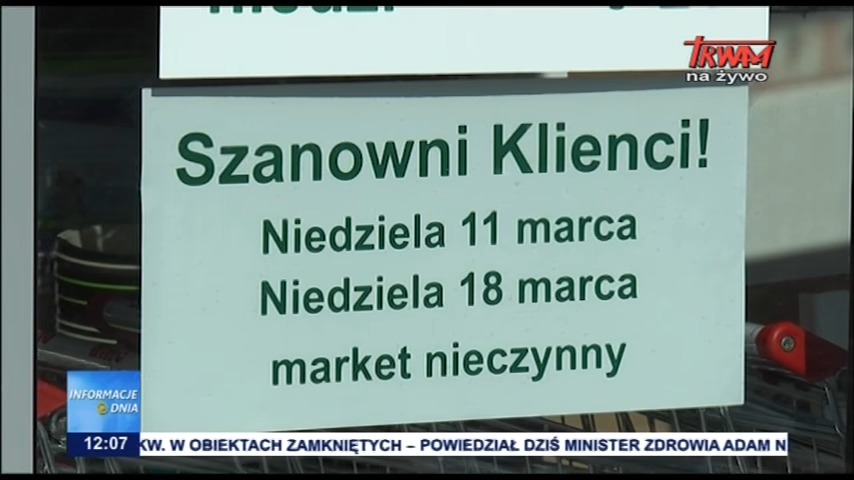 TRWAM
na żywo
Szanowni Klienci!
Niedziela 11 marca
Niedziela 18 marca
market nieczynny
INFORMACJE
DNIA
12:07 KW. W OBIEKTACH ZAMKNIĘTYCH – POWIEDZIAŁ DZIŚ MINISTER ZDROWIA ADAM N